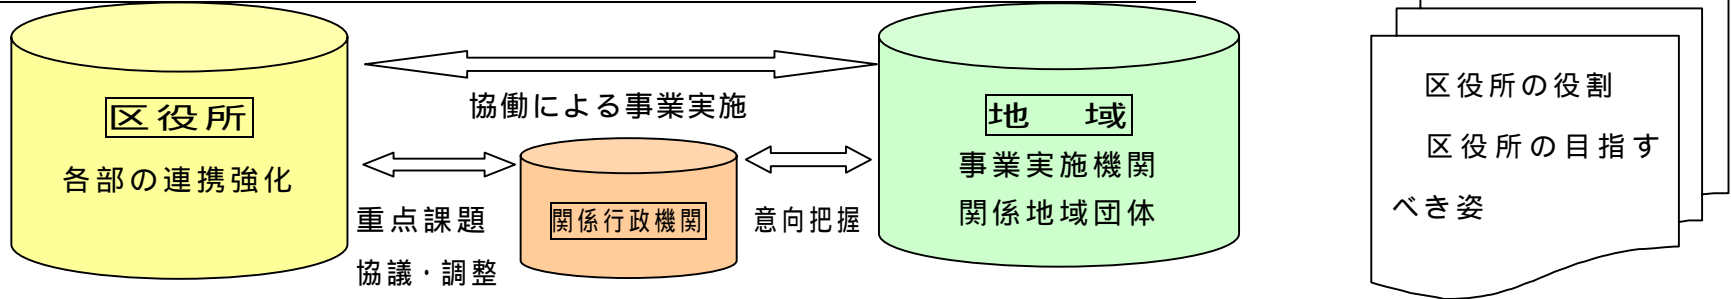 区役所
各部の連携強化
協働による事業実施
重点課題
協議・調整
関係行政機関
意向把握
地　域
事業実施機関
関係地域団体
区役所の役割
区役所の目指す
べき姿